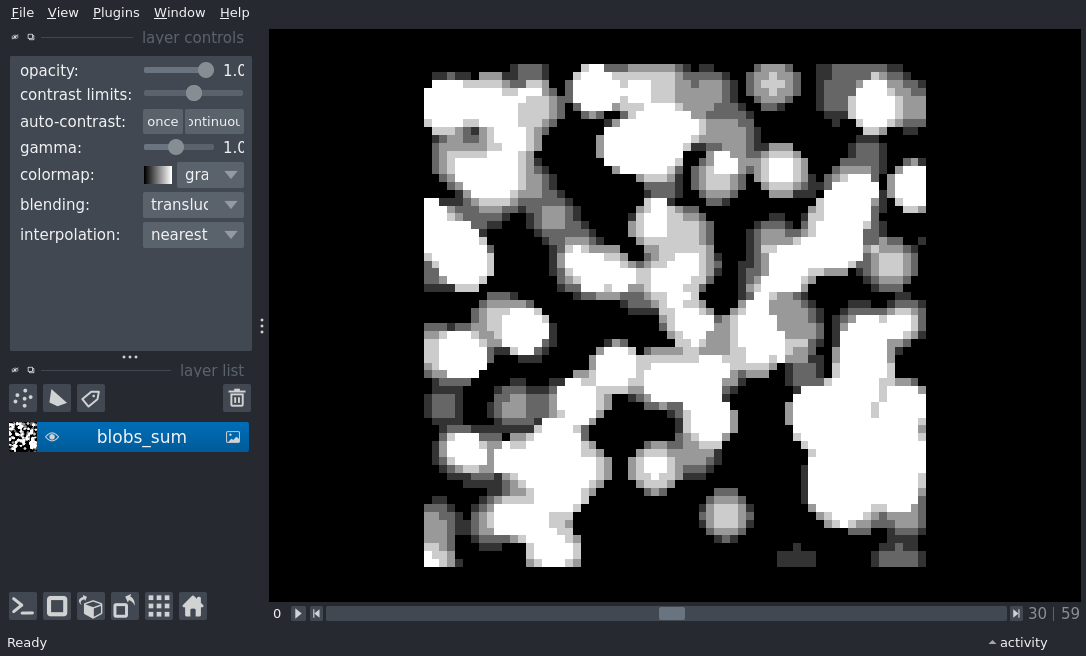 File View Plugins Window Help
layer controls
opacity: 1.0
contrast limits:
auto-contrast: once ontinuou
gamma: 1.0
colormap: gra
blending: transluc
interpolation: nearest
layer list
blobs_sum
0 30 | 59
Ready activity